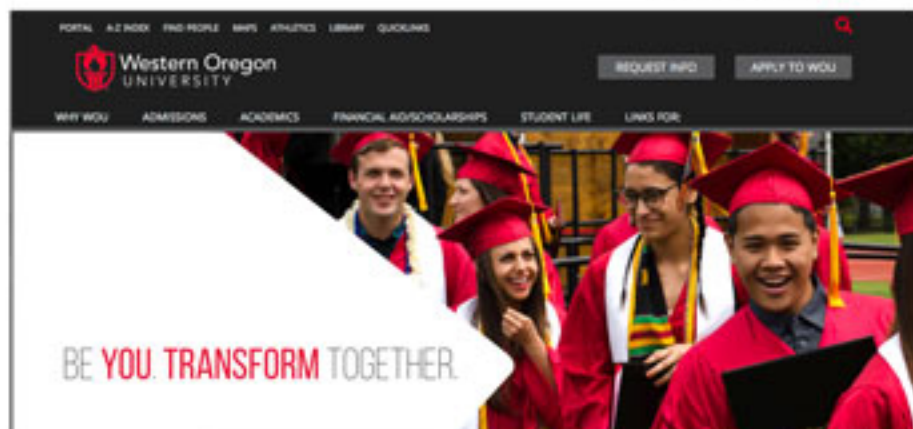 PORTAL A-Z INDEX FIND PEOPLE MAPS ATHLETICS LIBRARY QUICKLINKS
Western Oregon
UNIVERSITY
REQUEST INFO APPLY TO WOU
WHY WOU ADMISSIONS ACADEMICS FINANCIAL AID/SCHOLARSHIPS STUDENT LIFE LINKS FOR:
BE YOU. TRANSFORM TOGETHER.